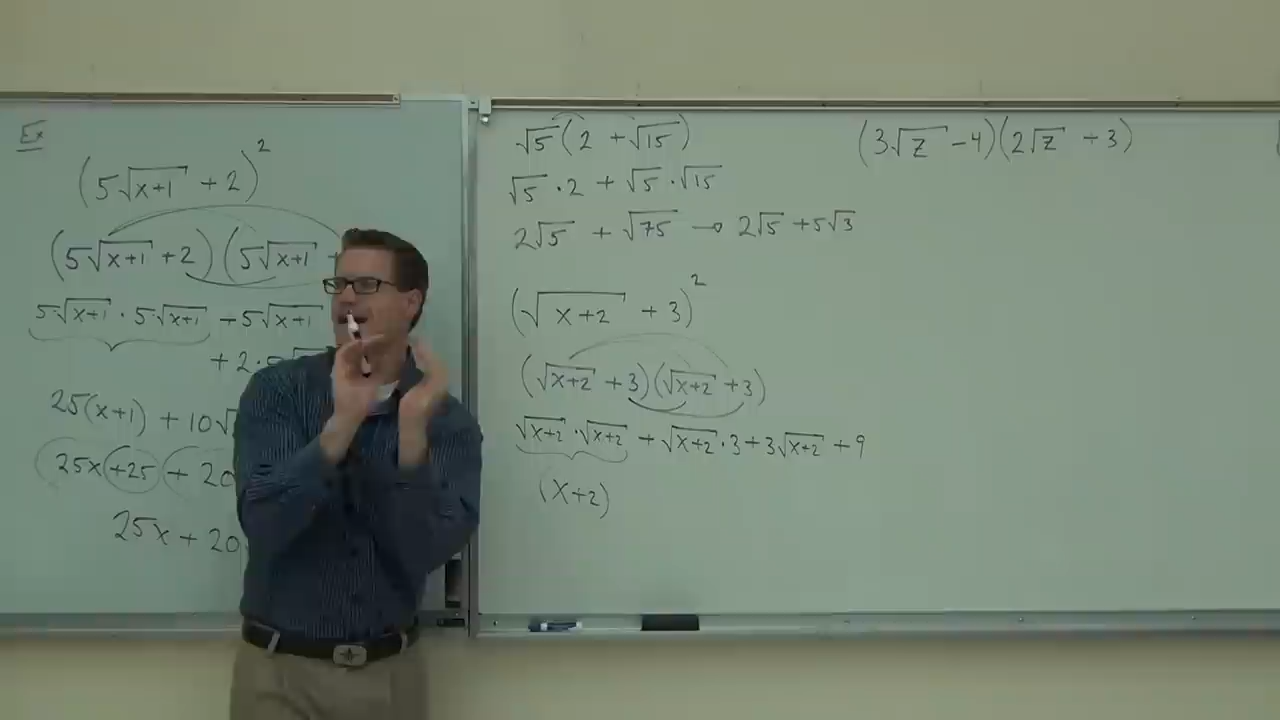 Ex
(5√(x+1) + 2)²
(5√(x+1) + 2)(5√(x+1) +
5√(x+1) · 5√(x+1) + 5√(x+1)
+ 2 · 5√
25(x+1) + 10√
25x + 25 + 20
25x + 20
√5(2 + √15)
√5 · 2 + √5 · √15
2√5 + √75 → 2√5 + 5√3
(√(x+2) + 3)²
(√(x+2) + 3)(√(x+2) + 3)
√(x+2) · √(x+2) + √(x+2) · 3 + 3√(x+2) + 9
(x+2)
(3√z − 4)(2√z + 3)